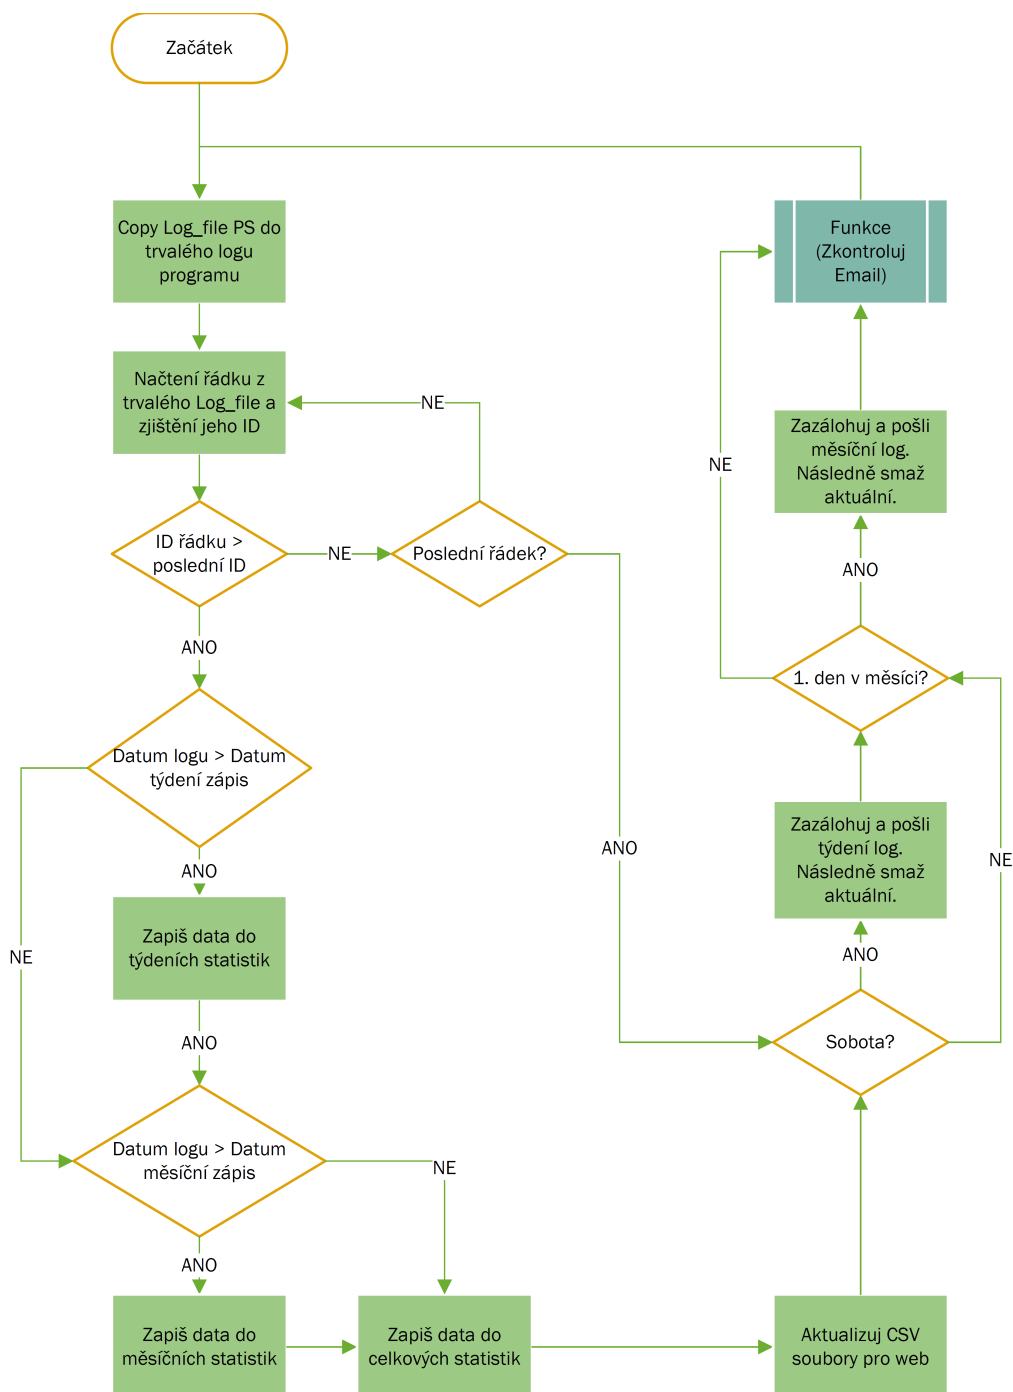 Začátek
Copy Log_file PS do
trvalého logu
programu
Funkce
(Zkontroluj
Email)
Načtení řádku z
trvalého Log_file a
zjištění jeho ID
NE
Zazálohuj a pošli
měsíční log.
Následně smaž
aktuální.
NE
ID řádku >
poslední ID
NE
Poslední řádek?
ANO
ANO
1. den v měsíci?
Datum logu > Datum
týdení zápis
Zazálohuj a pošli
týdení log.
Následně smaž
aktuální.
ANO
NE
ANO
Zapiš data do
týdeních statistik
NE
ANO
ANO
Sobota?
Datum logu > Datum
měsíční zápis
NE
ANO
Zapiš data do
měsíčních statistik
Zapiš data do
celkových statistik
Aktualizuj CSV
soubory pro web